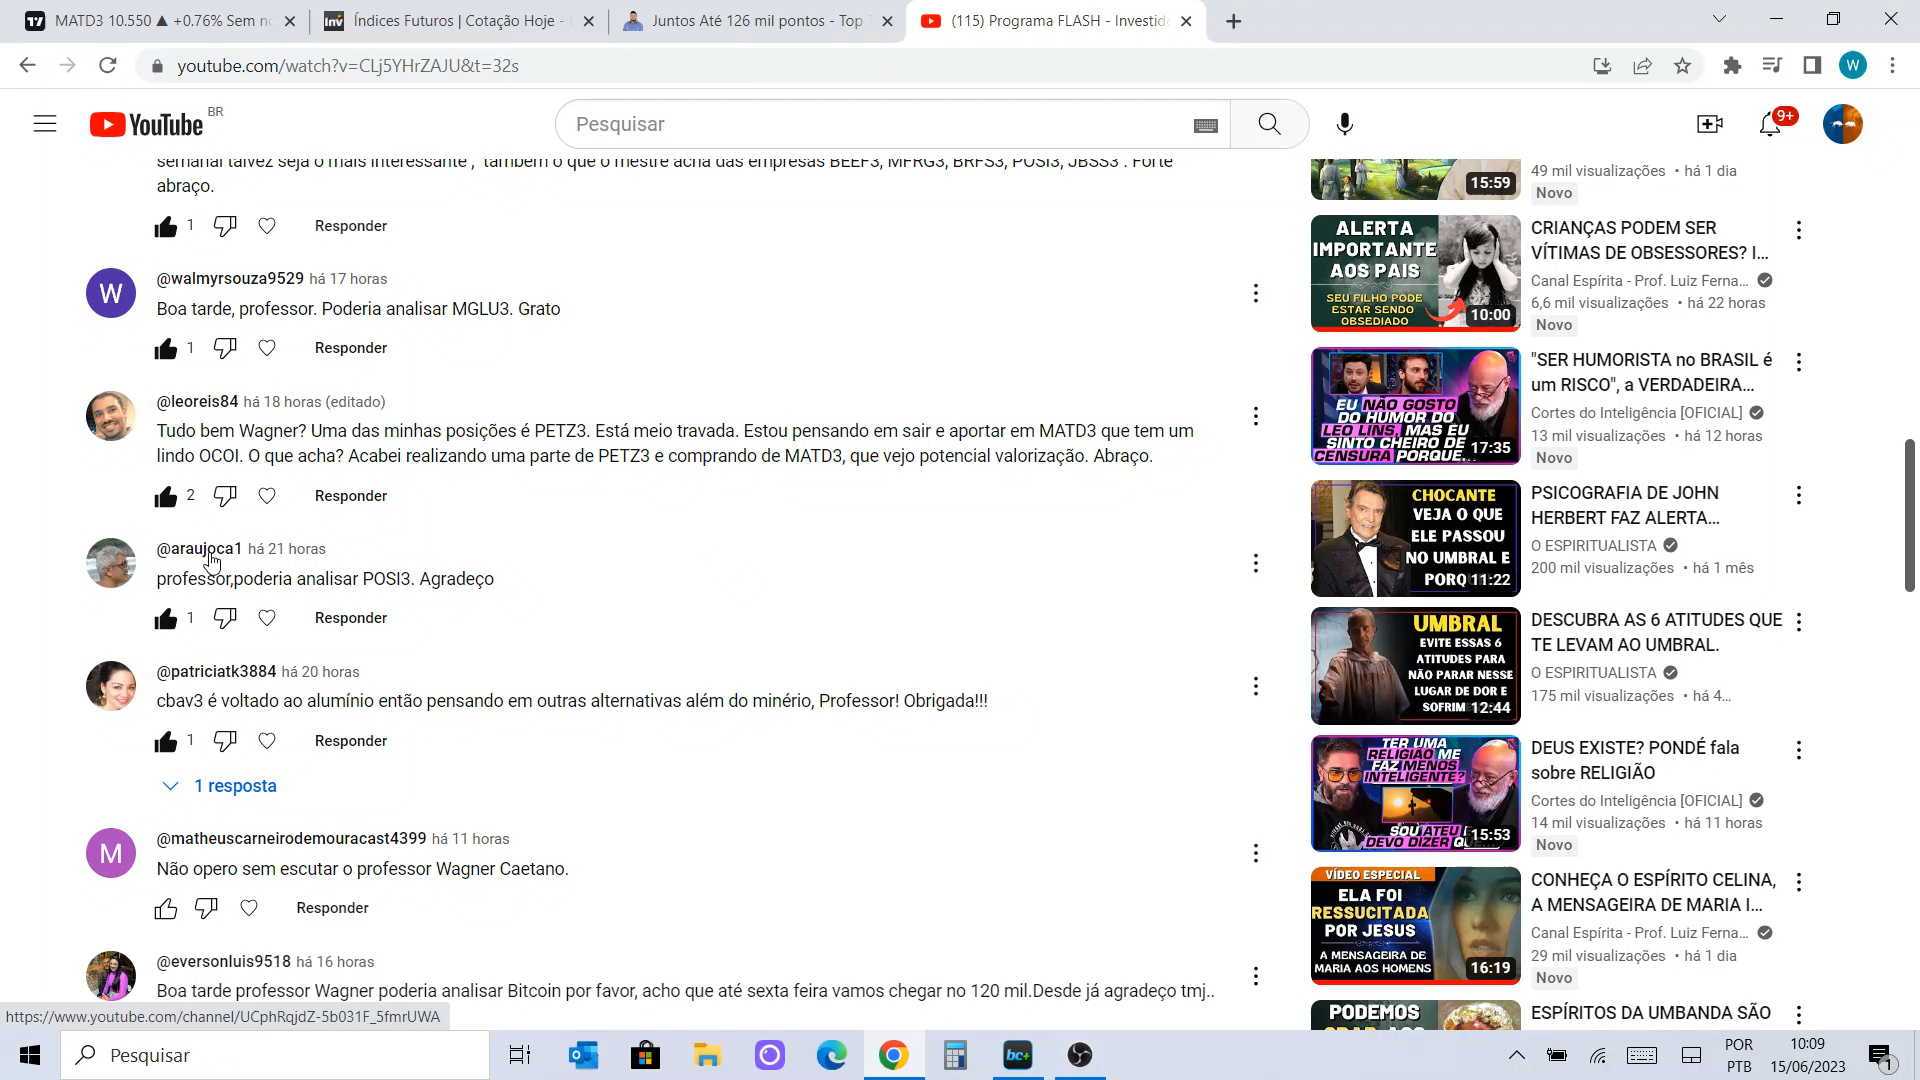 MATD3 10.550 ▲ +0.76% Sem n
Índices Futuros | Cotação Hoje -
Juntos Até 126 mil pontos - Top
(115) Programa FLASH - Investid
youtube.com/watch?v=CLj5YHrZAJU&t=32s
W
YouTube BR
Pesquisar
9+
semanal talvez seja o mais interessante , também o que o mestre acha das empresas BEEF3, MFRG3, BRFS3, POSI3, JBSS3 . Forte
abraço.
1 Responder
W
@walmyrsouza9529 há 17 horas
Boa tarde, professor. Poderia analisar MGLU3. Grato
1 Responder
@leoreis84 há 18 horas (editado)
Tudo bem Wagner? Uma das minhas posições é PETZ3. Está meio travada. Estou pensando em sair e aportar em MATD3 que tem um
lindo OCOI. O que acha? Acabei realizando uma parte de PETZ3 e comprando de MATD3, que vejo potencial valorização. Abraço.
2 Responder
@araujoca1 há 21 horas
professor,poderia analisar POSI3. Agradeço
1 Responder
@patriciatk3884 há 20 horas
cbav3 é voltado ao alumínio então pensando em outras alternativas além do minério, Professor! Obrigada!!!
1 Responder
1 resposta
M
@matheuscarneirodemouracast4399 há 11 horas
Não opero sem escutar o professor Wagner Caetano.
Responder
@eversonluis9518 há 16 horas
Boa tarde professor Wagner poderia analisar Bitcoin por favor, acho que até sexta feira vamos chegar no 120 mil.Desde já agradeço tmj..
https://www.youtube.com/channel/UCphRqjdZ-5b031F_5fmrUWA
15:59
49 mil visualizações • há 1 dia
Novo
ALERTA
IMPORTANTE
AOS PAIS
SEU FILHO PODE
ESTAR SENDO
OBSEDIADO
10:00
CRIANÇAS PODEM SER
VÍTIMAS DE OBSESSORES? I...
Canal Espírita - Prof. Luiz Ferna...
6,6 mil visualizações • há 22 horas
Novo
EU NÃO GOSTO
DO HUMOR DO
LEO LINS, MAS EU
SINTO CHEIRO DE
CENSURA PORQUE...
17:35
"SER HUMORISTA no BRASIL é
um RISCO", a VERDADEIRA...
Cortes do Inteligência [OFICIAL]
13 mil visualizações • há 12 horas
Novo
CHOCANTE
VEJA O QUE
ELE PASSOU
NO UMBRAL E
PORQ 11:22
PSICOGRAFIA DE JOHN
HERBERT FAZ ALERTA...
O ESPIRITUALISTA
200 mil visualizações • há 1 mês
UMBRAL
EVITE ESSAS 6
ATITUDES PARA
NÃO PARAR NESSE
LUGAR DE DOR E
SOFRIM 12:44
DESCUBRA AS 6 ATITUDES QUE
TE LEVAM AO UMBRAL.
O ESPIRITUALISTA
175 mil visualizações • há 4...
TER UMA
RELIGIÃO ME
FAZ MENOS
INTELIGENTE?
SOU ATEU
DEVO DIZER QU
15:53
DEUS EXISTE? PONDÉ fala
sobre RELIGIÃO
Cortes do Inteligência [OFICIAL]
14 mil visualizações • há 11 horas
Novo
VÍDEO ESPECIAL
ELA FOI
RESSUCITADA
POR JESUS
A MENSAGEIRA DE
MARIA AOS HOMENS
16:19
CONHEÇA O ESPÍRITO CELINA,
A MENSAGEIRA DE MARIA I...
Canal Espírita - Prof. Luiz Ferna...
29 mil visualizações • há 1 dia
Novo
PODEMOS
ESPÍRITOS DA UMBANDA SÃO
Pesquisar
bc+
POR
PTB
10:09
15/06/2023
1